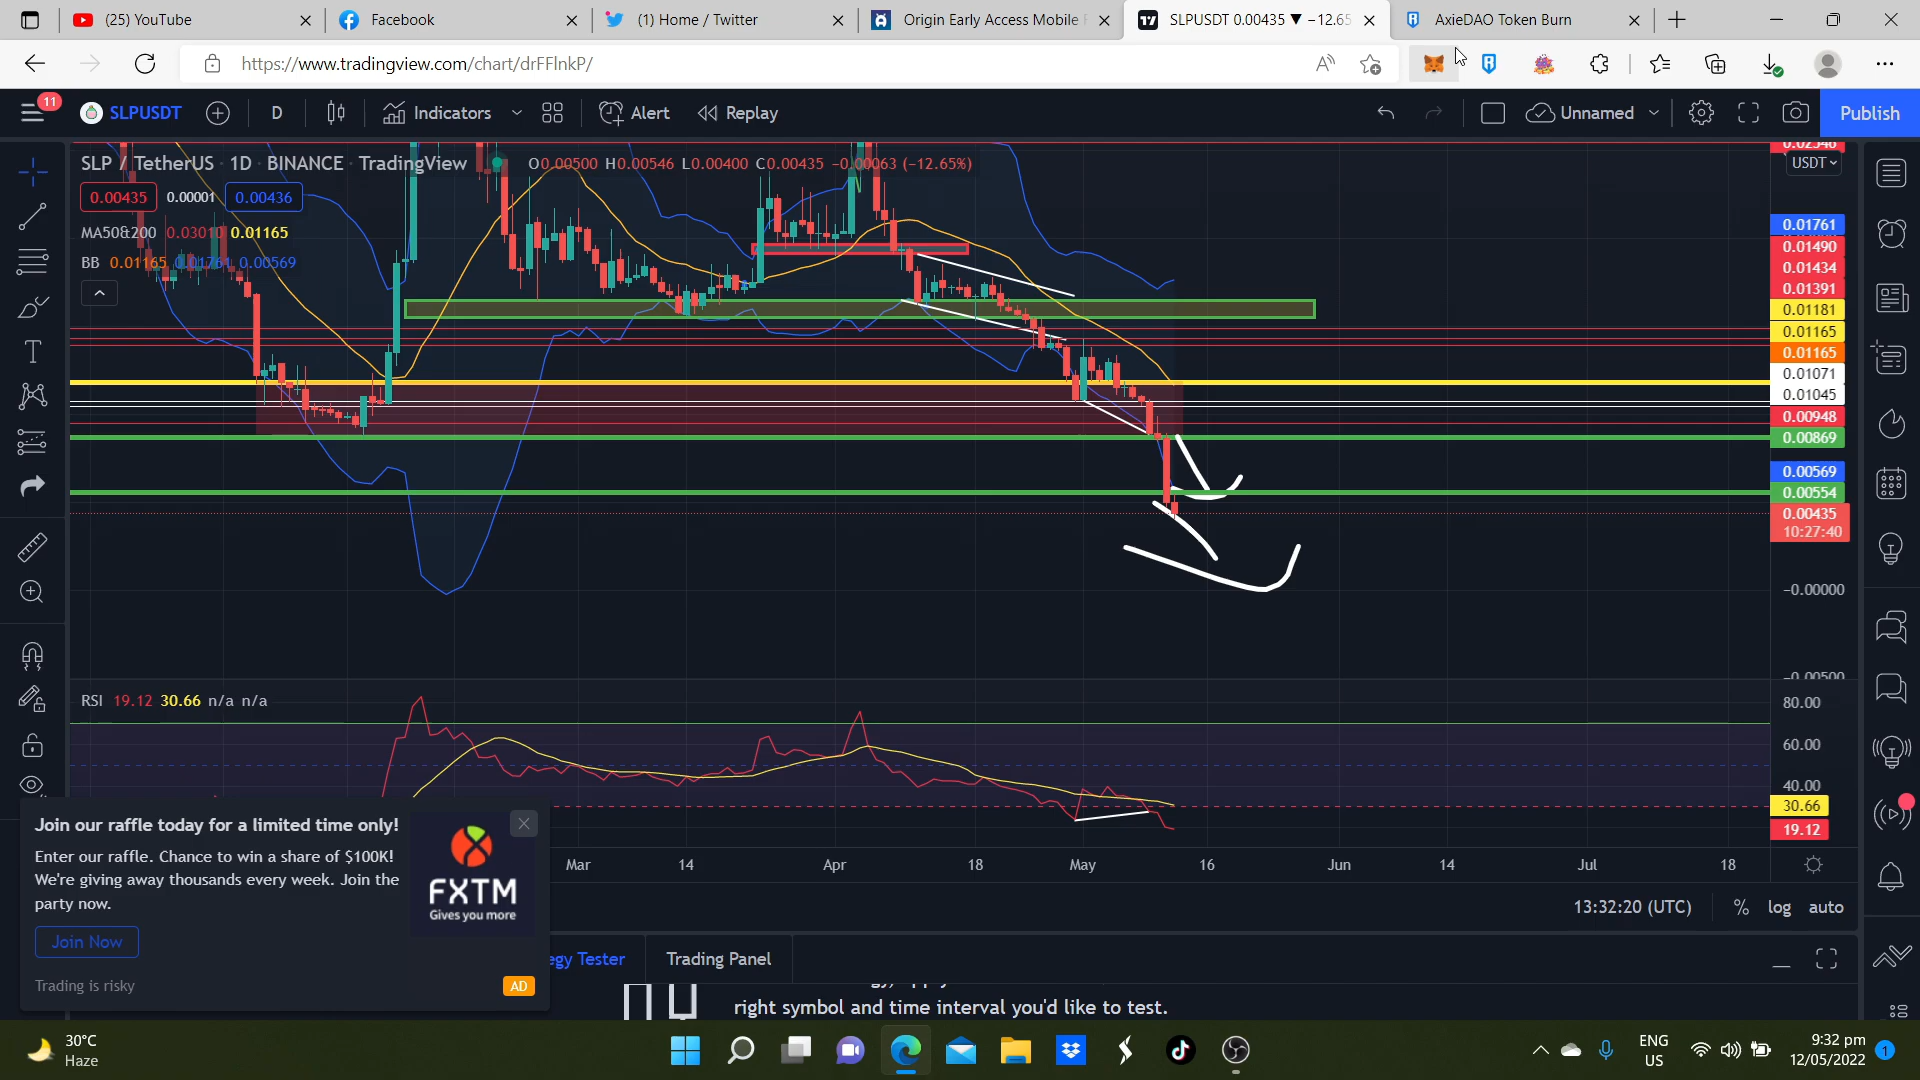 (25) YouTube
Facebook
(1) Home / Twitter
Origin Early Access Mobile
SLPUSDT 0.00435 ▼ −12.65
AxieDAO Token Burn
https://www.tradingview.com/chart/drFFlnkP/
11
SLPUSDT
D
Indicators
Alert
Replay
Unnamed
Publish
SLP / TetherUS · 1D · BINANCE · TradingView
O0.00500 H0.00546 L0.00400 C0.00435 −0.00063 (−12.65%)
USDT
0.00435
0.00001
0.00436
MA50&200 0.03010 0.01165
BB 0.01165 0.01761 0.00569
0.02546
0.01761
0.01490
0.01434
0.01391
0.01181
0.01165
0.01165
0.01071
0.01045
0.00948
0.00869
0.00569
0.00554
0.00435
10:27:40
−0.00000
−0.00500
RSI 19.12 30.66 n/a n/a
80.00
60.00
40.00
30.66
19.12
Mar
14
Apr
18
May
16
Jun
14
Jul
18
Join our raffle today for a limited time only!
Enter our raffle. Chance to win a share of $100K!
We're giving away thousands every week. Join the
party now.
Join Now
Trading is risky
FXTM
Gives you more
AD
13:32:20 (UTC)
%
log
auto
egy Tester
Trading Panel
right symbol and time interval you'd like to test.
30°C
Haze
ENG
US
9:32 pm
12/05/2022
1